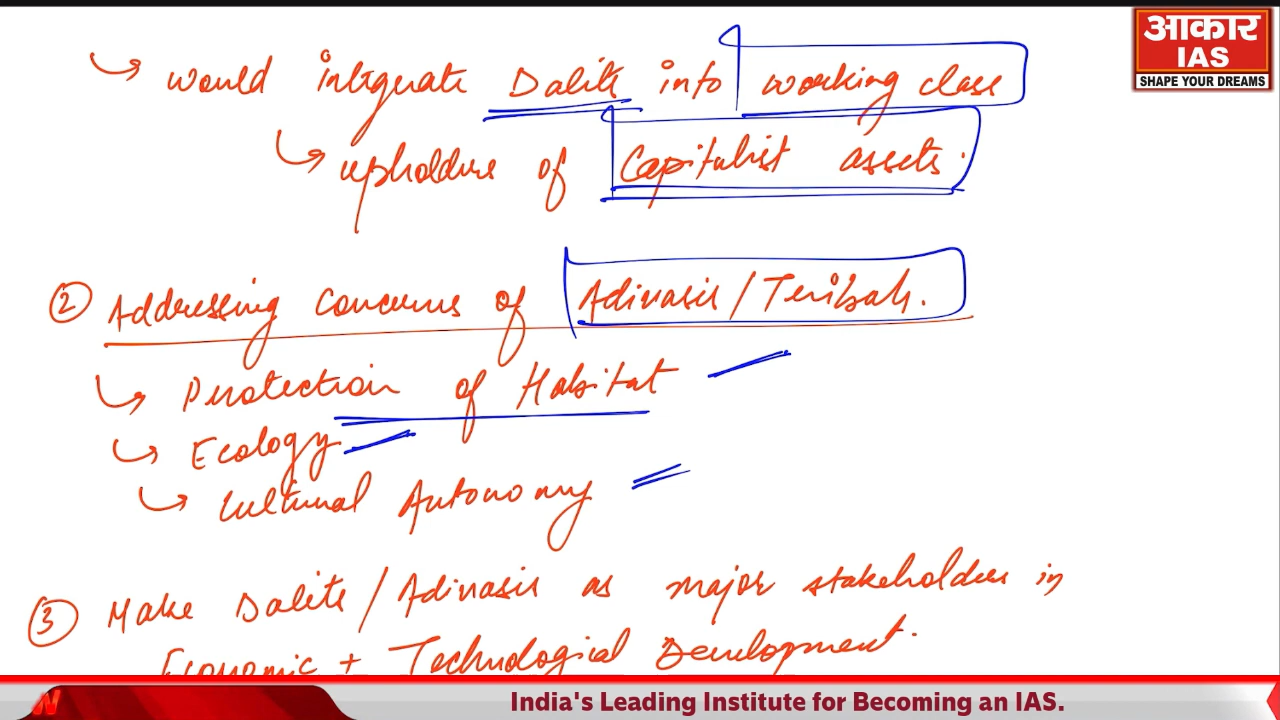 आकार
IAS
SHAPE YOUR DREAMS
↳ would integrate Dalits into working class
↳ upholders of Capitalist assets.
② Addressing concerns of Adivasis/Tribals.
↳ Protection of Habitat
↳ Ecology
↳ Cultural Autonomy
③ Make Dalits/Adivasis as major stakeholders in
Economic + Technological Development.
India's Leading Institute for Becoming an IAS.